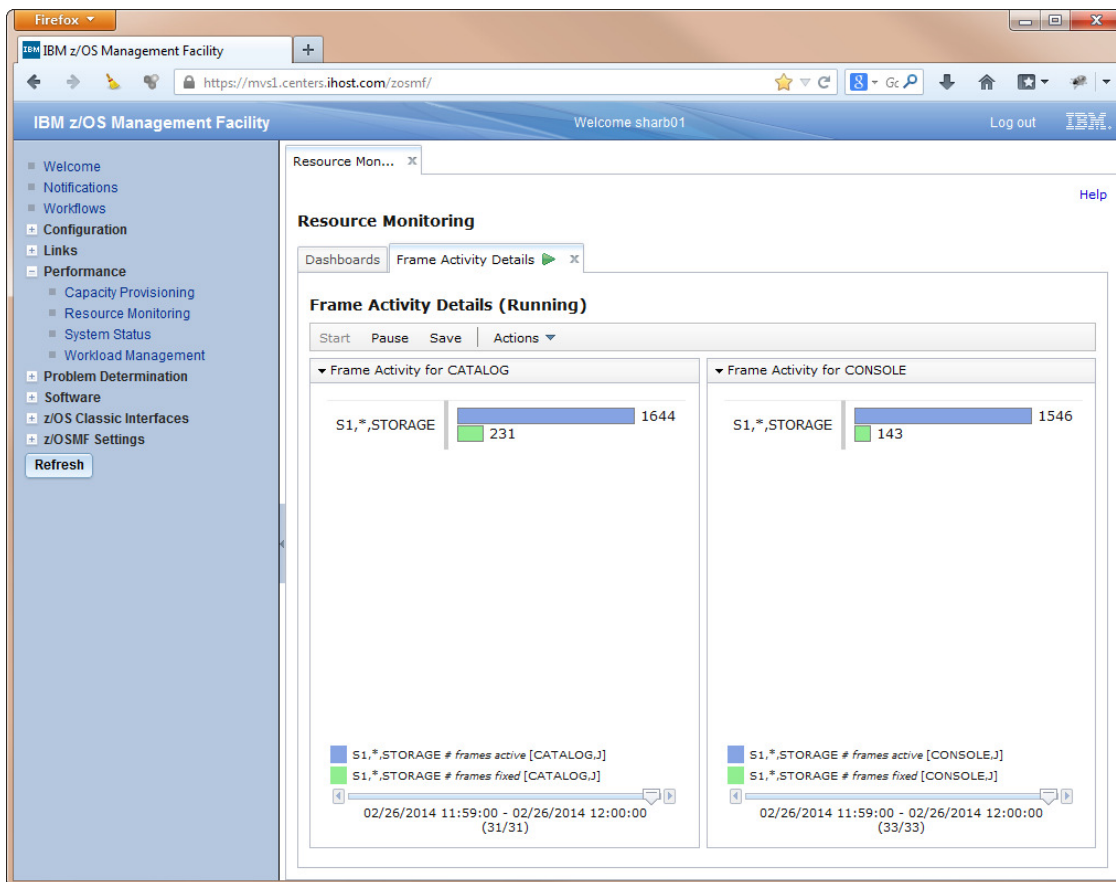 Firefox
IBM IBM z/OS Management Facility
https://mvs1.centers.ihost.com/zosmf/
8 Gc
IBM z/OS Management Facility Welcome sharb01 Log out IBM.
Welcome
Notifications
Workflows
Configuration
Links
Performance
Capacity Provisioning
Resource Monitoring
System Status
Workload Management
Problem Determination
Software
z/OS Classic Interfaces
z/OSMF Settings
Refresh
Resource Mon... x
Help
Resource Monitoring
Dashboards Frame Activity Details x
Frame Activity Details (Running)
Start Pause Save Actions
Frame Activity for CATALOG
S1,*,STORAGE
1644
231
S1,*,STORAGE # frames active [CATALOG,J]
S1,*,STORAGE # frames fixed [CATALOG,J]
02/26/2014 11:59:00 - 02/26/2014 12:00:00
(31/31)
Frame Activity for CONSOLE
S1,*,STORAGE
1546
143
S1,*,STORAGE # frames active [CONSOLE,J]
S1,*,STORAGE # frames fixed [CONSOLE,J]
02/26/2014 11:59:00 - 02/26/2014 12:00:00
(33/33)